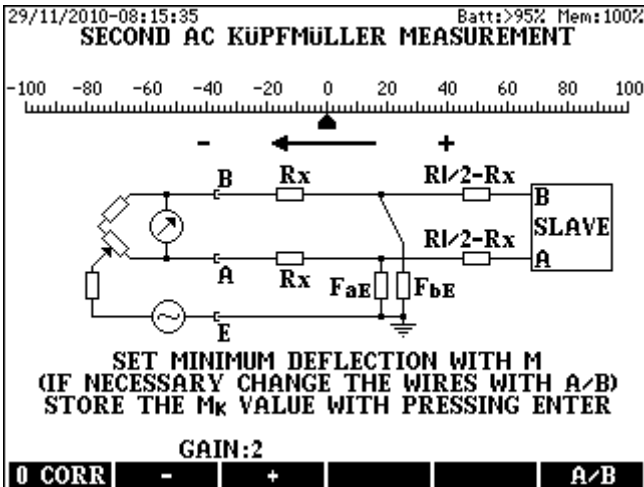 29/11/2010-08:15:35 Batt:>95% Mem:100%
SECOND AC KüPFMüLLER MEASUREMENT
-100 -80 -60 -40 -20 0 20 40 60 80 100
- +
B Rx Rl/2-Rx
B
SLAVE
Rl/2-Rx
A
A Rx FaE FbE
E
SET MINIMUM DEFLECTION WITH M
(IF NECESSARY CHANGE THE WIRES WITH A/B)
STORE THE MK VALUE WITH PRESSING ENTER
GAIN:2
0 CORR - + A/B